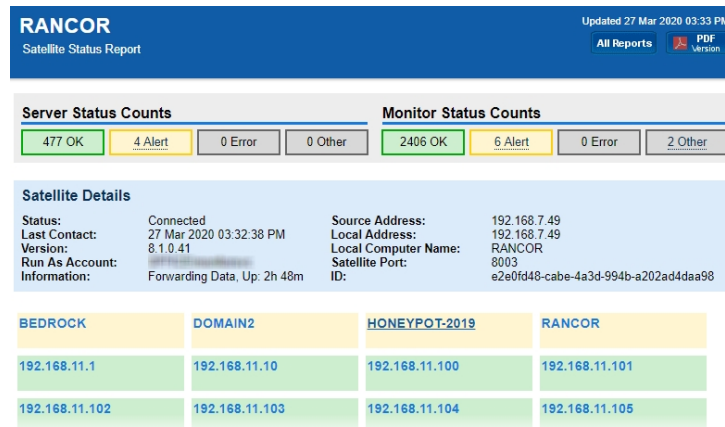 RANCOR
Updated 27 Mar 2020 03:33 PM
Satellite Status Report
All Reports
PDF
Version
Server Status Counts
Monitor Status Counts
477 OK 4 Alert 0 Error 0 Other
2406 OK 6 Alert 0 Error 2 Other
Satellite Details
Status: Connected Source Address: 192.168.7.49
Last Contact: 27 Mar 2020 03:32:38 PM Local Address: 192.168.7.49
Version: 8.1.0.41 Local Computer Name: RANCOR
Run As Account: Satellite Port: 8003
Information: Forwarding Data, Up: 2h 48m ID: e2e0fd48-cabe-4a3d-994b-a202ad4daa98
BEDROCK DOMAIN2 HONEYPOT-2019 RANCOR
192.168.11.1 192.168.11.10 192.168.11.100 192.168.11.101
192.168.11.102 192.168.11.103 192.168.11.104 192.168.11.105